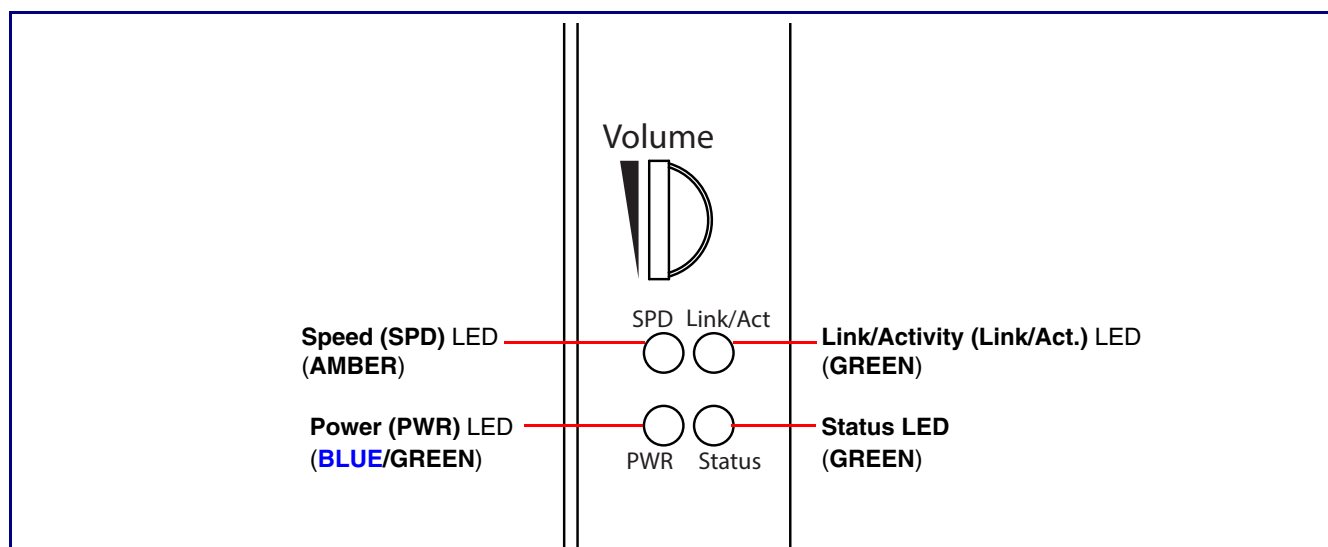 Volume
SPD Link/Act
Speed (SPD) LED
(AMBER)
Link/Activity (Link/Act.) LED
(GREEN)
Power (PWR) LED
(BLUE/GREEN)
Status LED
(GREEN)
PWR Status